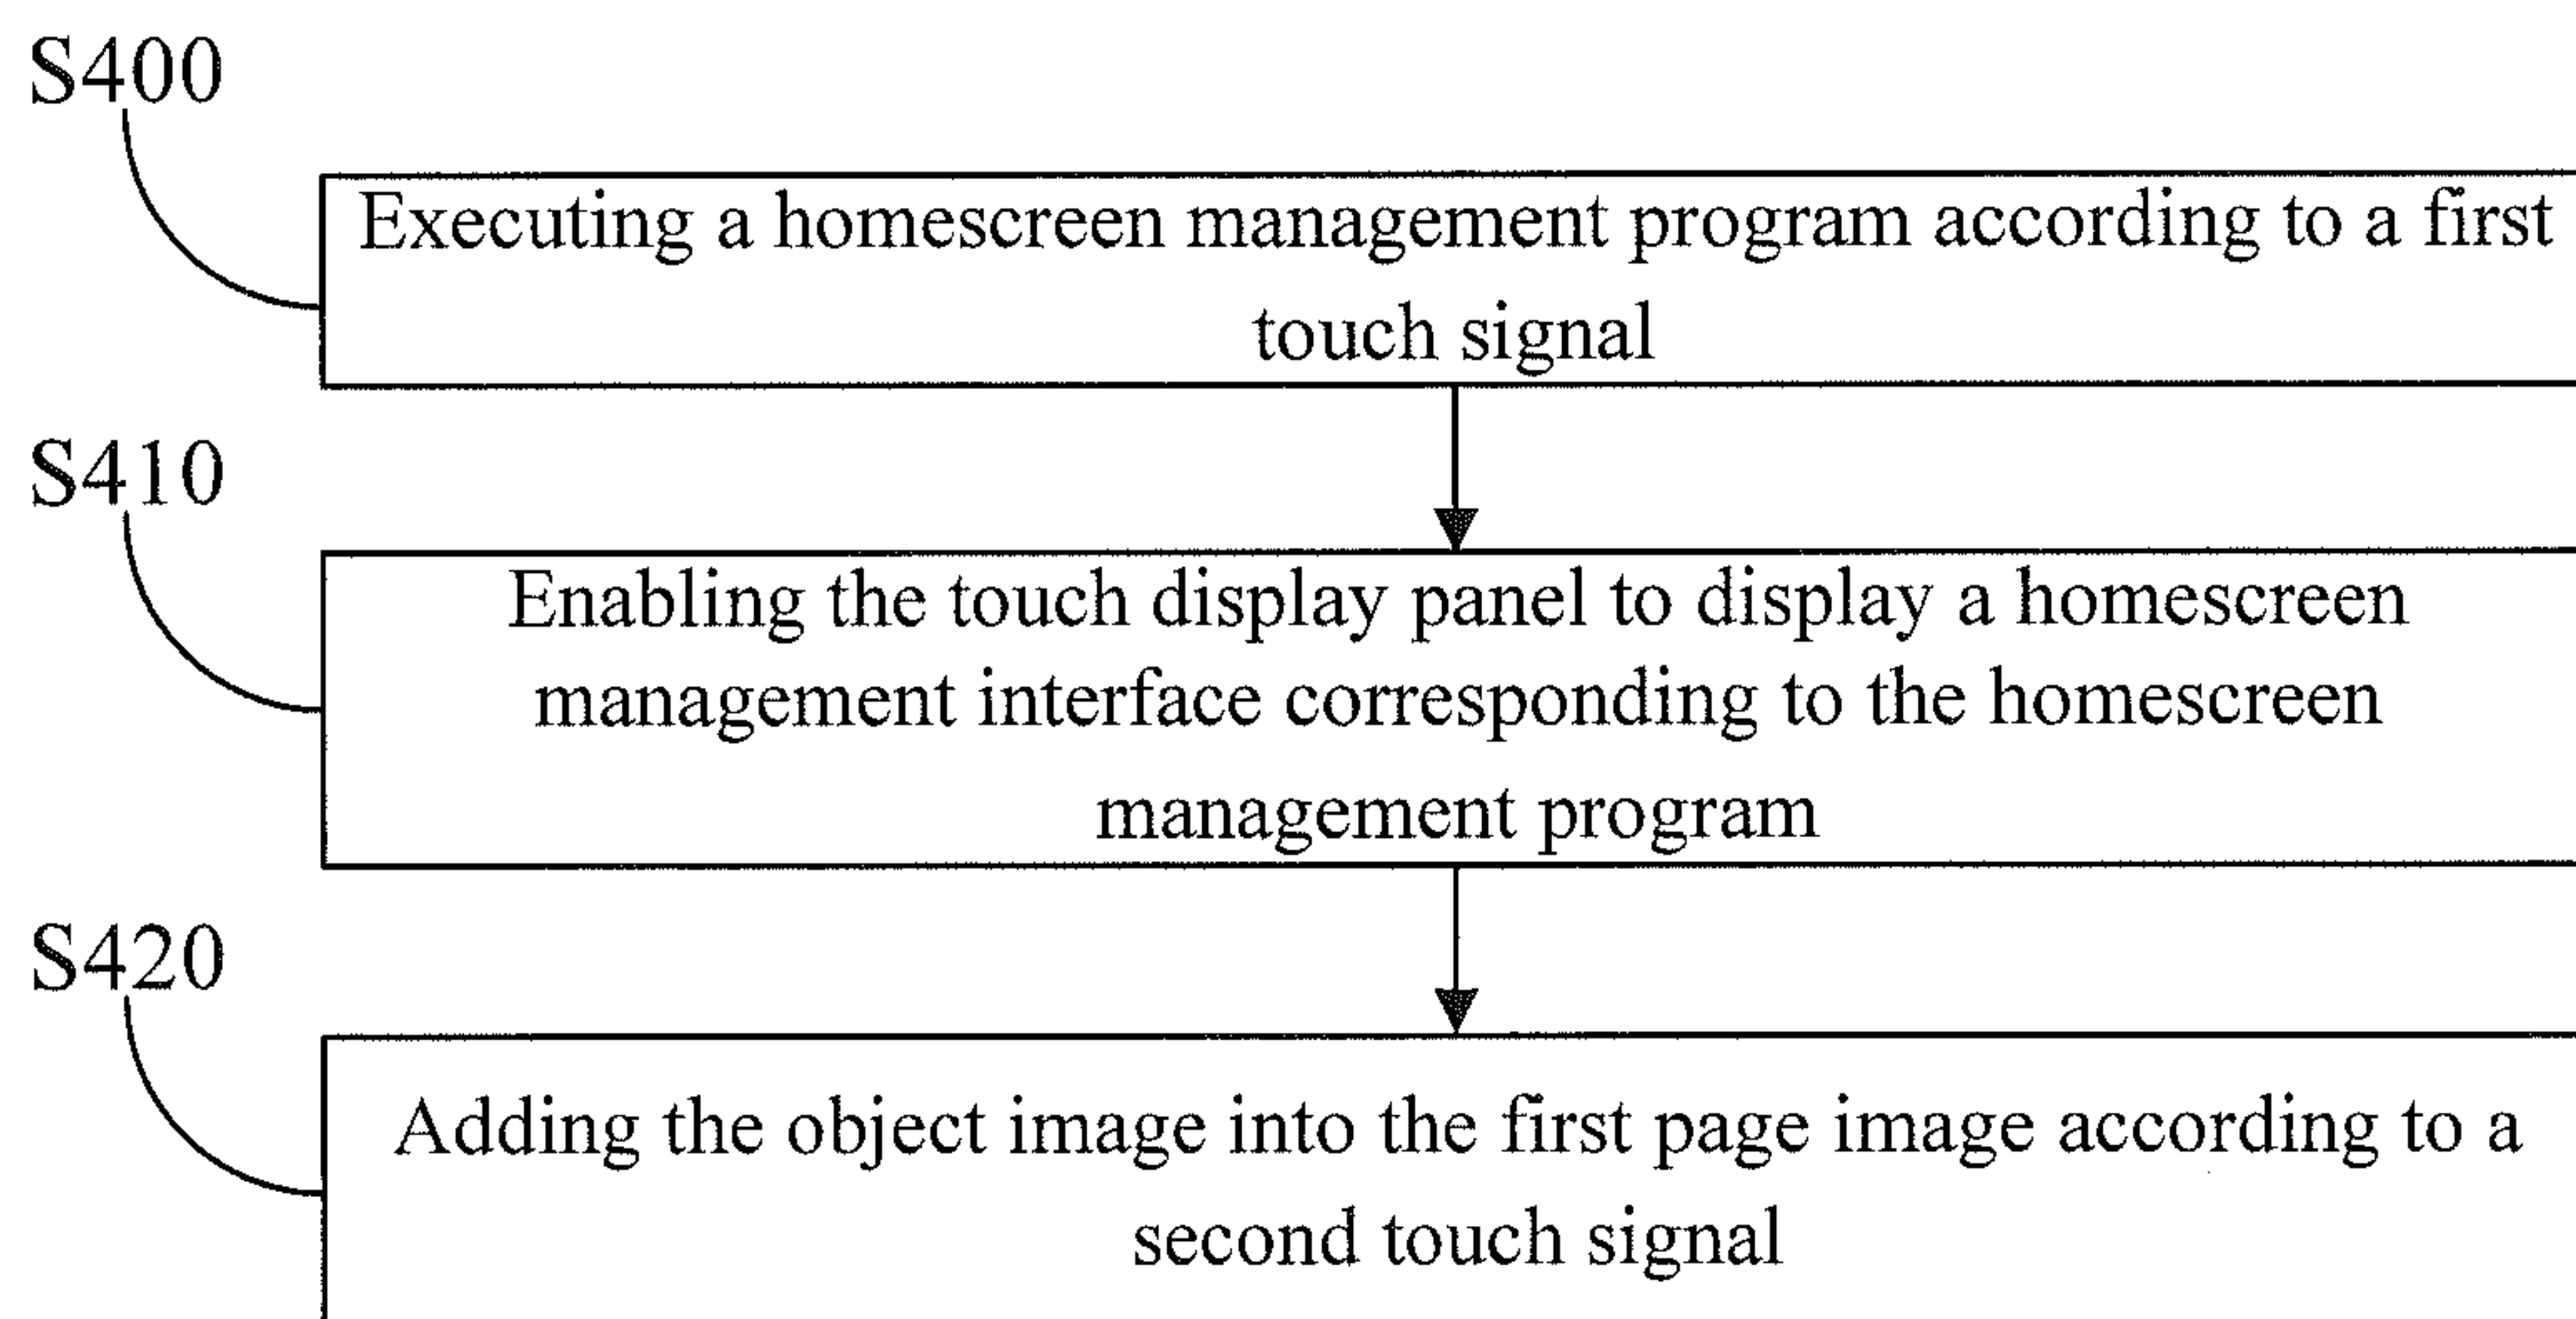 S400
Executing a homescreen management program according to a first
touch signal
S410
Enabling the touch display panel to display a homescreen
management interface corresponding to the homescreen
management program
S420
Adding the object image into the first page image according to a
second touch signal